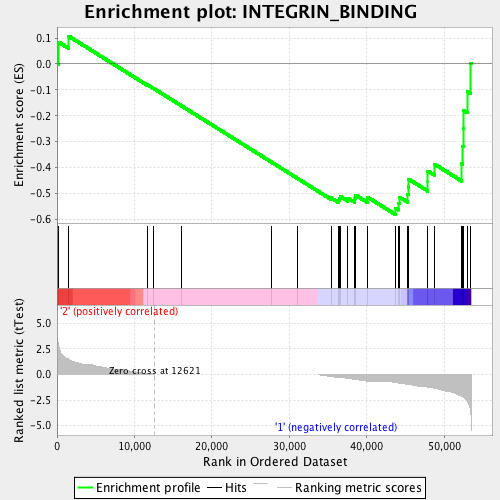 Enrichment plot: INTEGRIN_BINDING
Enrichment score (ES)
0.1
0.0
-0.1
-0.2
-0.3
-0.4
-0.5
-0.6
'2' (positively correlated)
Ranked list metric (tTest)
5.0
2.5
0.0
-2.5
-5.0
Zero cross at 12621
'1' (negatively correlated)
0 10,000 20,000 30,000 40,000 50,000
Rank in Ordered Dataset
Enrichment profile Hits Ranking metric scores